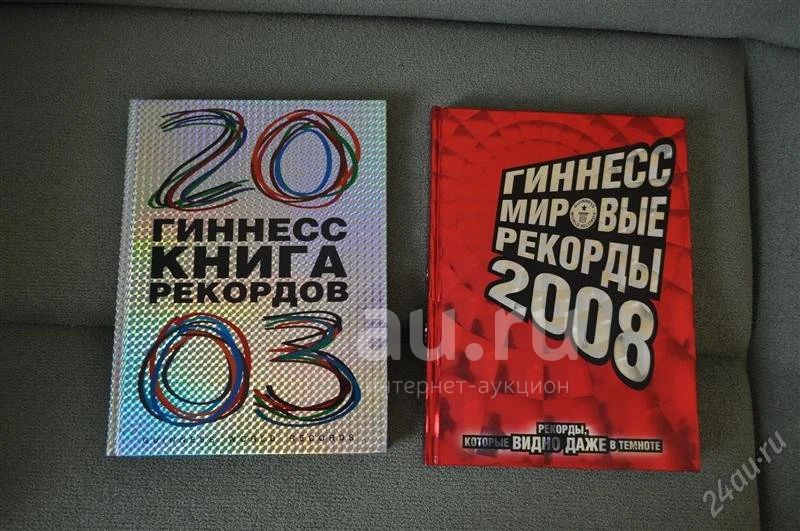 20
ГИННЕСС
КНИГА
РЕКОРДОВ
03
GUINNESS WORLD RECORDS
ГИННЕСС
МИРОВЫЕ
РЕКОРДЫ
2008
РЕКОРДЫ,
КОТОРЫЕ ВИДНО ДАЖЕ В ТЕМНОТЕ
au.ru
интернет-аукцион
24au.ru